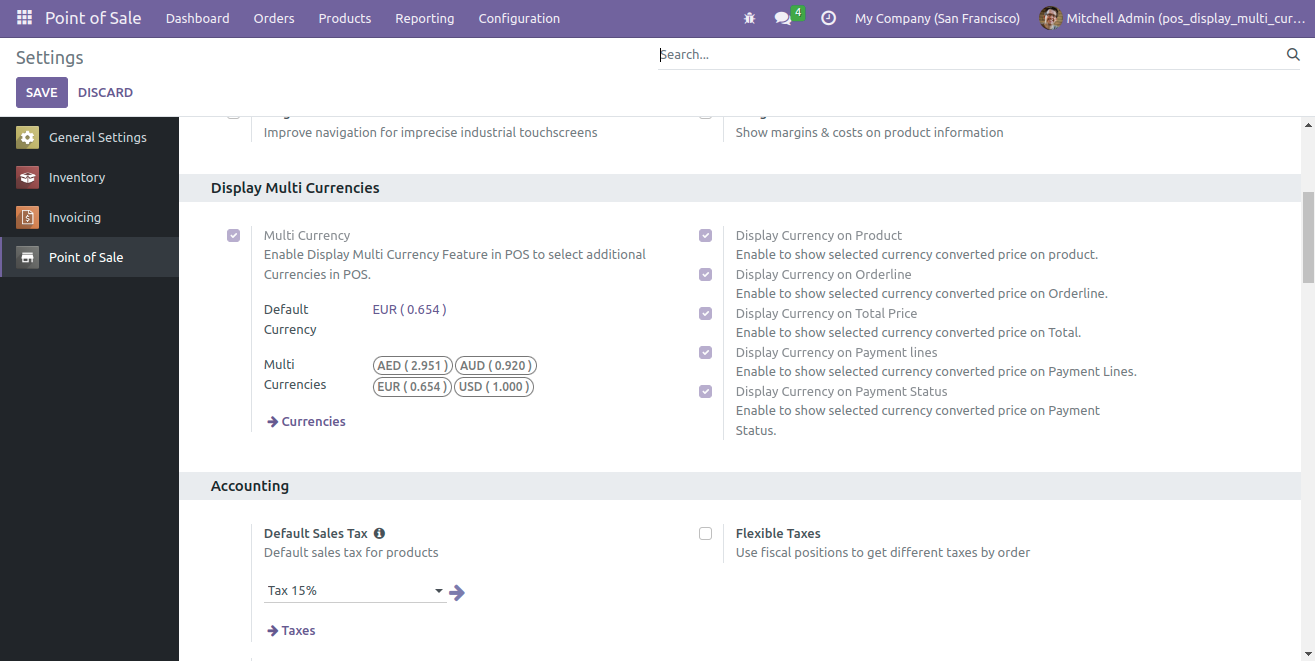 Point of Sale Dashboard Orders Products Reporting Configuration 4 My Company (San Francisco) Mitchell Admin (pos_display_multi_cur...
Settings
Search...
SAVE DISCARD
General Settings
Inventory
Invoicing
Point of Sale
Improve navigation for imprecise industrial touchscreens
Show margins & costs on product information
Display Multi Currencies
Multi Currency
Enable Display Multi Currency Feature in POS to select additional
Currencies in POS.
Default
Currency
EUR ( 0.654 )
Multi
Currencies
AED ( 2.951 ) AUD ( 0.920 )
EUR ( 0.654 ) USD ( 1.000 )
Currencies
Display Currency on Product
Enable to show selected currency converted price on product.
Display Currency on Orderline
Enable to show selected currency converted price on Orderline.
Display Currency on Total Price
Enable to show selected currency converted price on Total.
Display Currency on Payment lines
Enable to show selected currency converted price on Payment Lines.
Display Currency on Payment Status
Enable to show selected currency converted price on Payment
Status.
Accounting
Default Sales Tax
Default sales tax for products
Tax 15%
Taxes
Flexible Taxes
Use fiscal positions to get different taxes by order